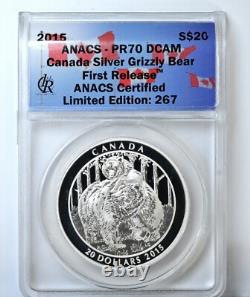 2015 S$20
ANACS - PR70 DCAM
Canada Silver Grizzly Bear
First Release™
ANACS Certified
Limited Edition: 267
CANADA
20 DOLLARS 2015